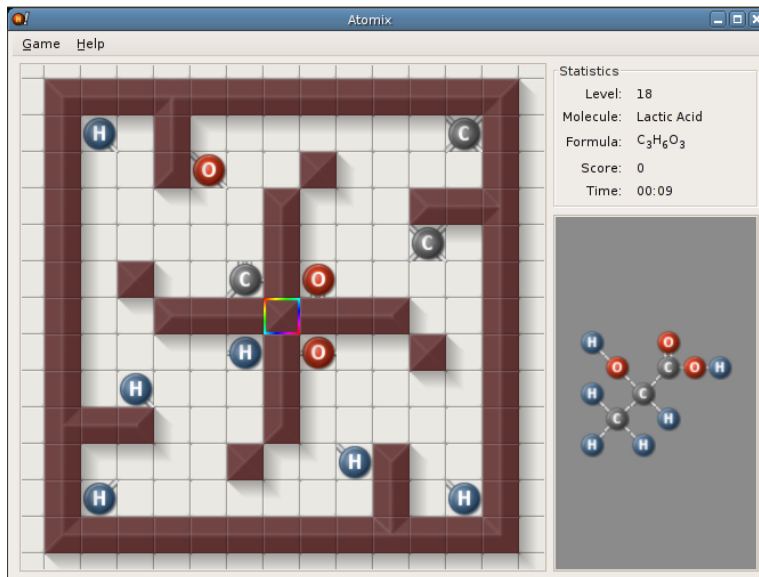 Atomix
Game Help
Statistics
Level: 18
Molecule: Lactic Acid
Formula: C₃H₆O₃
Score: 0
Time: 00:09
H C
O
C
C O
H O
H
H
H H
H O
O C O H
H C
C H
H H